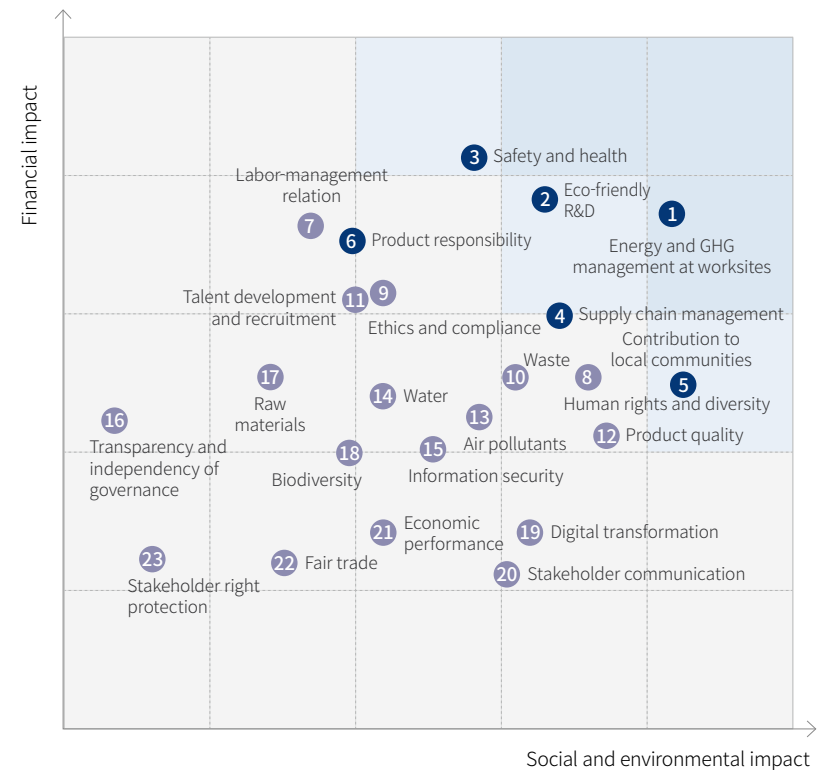 Financial impact
3 Safety and health
Labor-management
relation
7
2 Eco-friendly
R&D
1
Energy and GHG
management at worksites
6 Product responsibility
Talent development
and recruitment
11
9
Ethics and compliance
4 Supply chain management
Contribution to
local communities
5
Waste
10
8
Human rights and diversity
17
Raw
materials
14 Water
13
Air pollutants
12 Product quality
16
Transparency and
independency of
governance
18
Biodiversity
15
Information security
21 Economic
performance
19 Digital transformation
23
Stakeholder right
protection
22 Fair trade
20 Stakeholder communication
Social and environmental impact